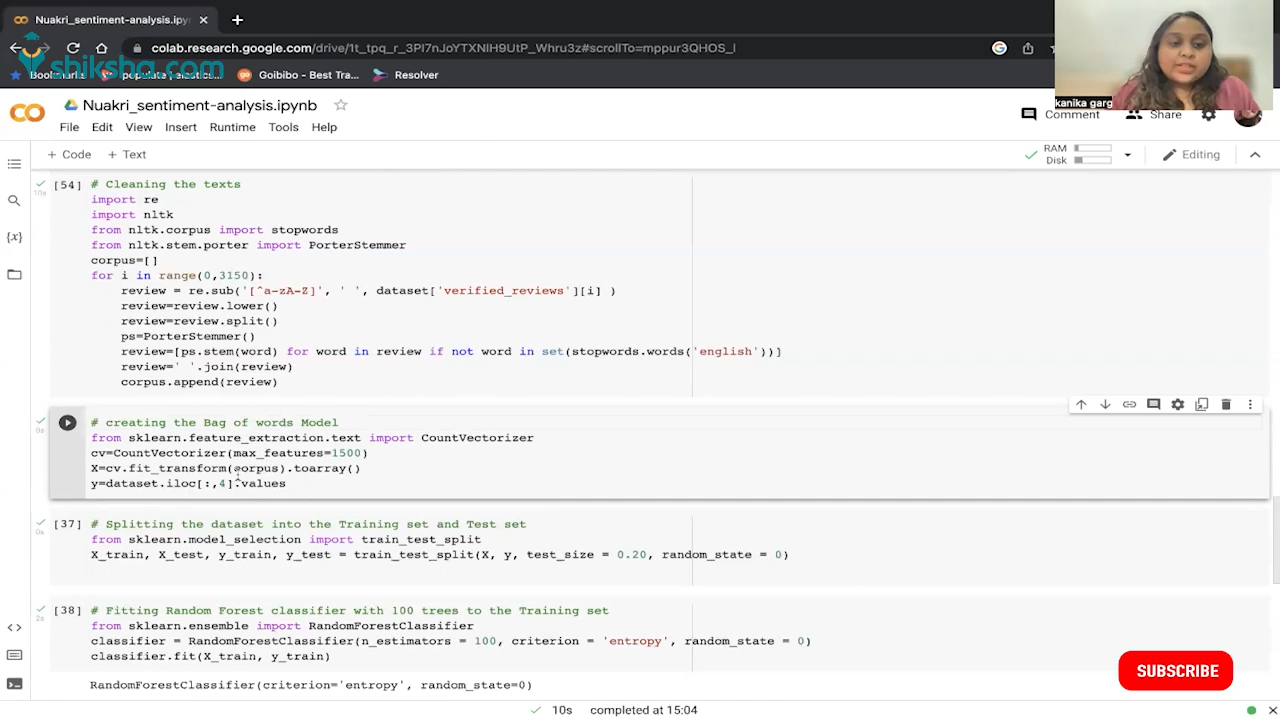 Nuakri_sentiment-analysis.ipyn
colab.research.google.com/drive/1t_tpq_r_3PI7nJoYTXNlH9UtP_Whru3z#scrollTo=mppur3QHOS_I
shiksha.com
Bookmarks
populate | elastic...
Goibibo - Best Tra...
Resolver
kanika garg
Nuakri_sentiment-analysis.ipynb
File Edit View Insert Runtime Tools Help
Comment Share
+ Code + Text
RAM
Disk
Editing
[54] # Cleaning the texts
10s
import re
import nltk
from nltk.corpus import stopwords
from nltk.stem.porter import PorterStemmer
corpus=[]
for i in range(0,3150):
review = re.sub('[^a-zA-Z]', ' ', dataset['verified_reviews'][i] )
review=review.lower()
review=review.split()
ps=PorterStemmer()
review=[ps.stem(word) for word in review if not word in set(stopwords.words('english'))]
review=' '.join(review)
corpus.append(review)
# creating the Bag of words Model
0s
from sklearn.feature_extraction.text import CountVectorizer
cv=CountVectorizer(max_features=1500)
X=cv.fit_transform(corpus).toarray()
y=dataset.iloc[:,4].values
[37] # Splitting the dataset into the Training set and Test set
0s
from sklearn.model_selection import train_test_split
X_train, X_test, y_train, y_test = train_test_split(X, y, test_size = 0.20, random_state = 0)
[38] # Fitting Random Forest classifier with 100 trees to the Training set
2s
from sklearn.ensemble import RandomForestClassifier
classifier = RandomForestClassifier(n_estimators = 100, criterion = 'entropy', random_state = 0)
classifier.fit(X_train, y_train)
RandomForestClassifier(criterion='entropy', random_state=0)
SUBSCRIBE
10s completed at 15:04